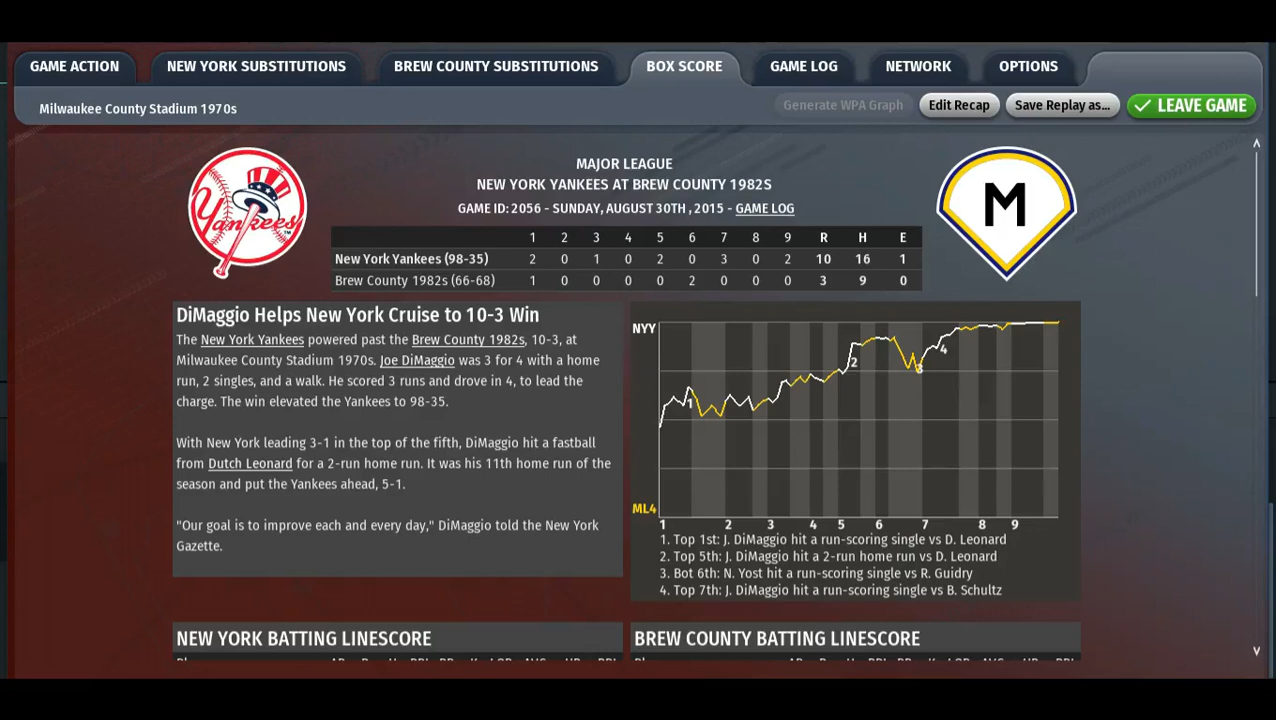 GAME ACTION NEW YORK SUBSTITUTIONS BREW COUNTY SUBSTITUTIONS BOX SCORE GAME LOG NETWORK OPTIONS
Milwaukee County Stadium 1970s Generate WPA Graph Edit Recap Save Replay as... LEAVE GAME
Yankees
M
MAJOR LEAGUE
NEW YORK YANKEES AT BREW COUNTY 1982S
GAME ID: 2056 - SUNDAY, AUGUST 30TH , 2015 - GAME LOG
1 2 3 4 5 6 7 8 9 R H E
New York Yankees (98-35) 2 0 1 0 2 0 3 0 2 10 16 1
Brew County 1982s (66-68) 1 0 0 0 0 2 0 0 0 3 9 0
DiMaggio Helps New York Cruise to 10-3 Win
The New York Yankees powered past the Brew County 1982s, 10-3, at
Milwaukee County Stadium 1970s. Joe DiMaggio was 3 for 4 with a home
run, 2 singles, and a walk. He scored 3 runs and drove in 4, to lead the
charge. The win elevated the Yankees to 98-35.
With New York leading 3-1 in the top of the fifth, DiMaggio hit a fastball
from Dutch Leonard for a 2-run home run. It was his 11th home run of the
season and put the Yankees ahead, 5-1.
"Our goal is to improve each and every day," DiMaggio told the New York
Gazette.
NYY
1
2
3
4
ML4
1 2 3 4 5 6 7 8 9
1. Top 1st: J. DiMaggio hit a run-scoring single vs D. Leonard
2. Top 5th: J. DiMaggio hit a 2-run home run vs D. Leonard
3. Bot 6th: N. Yost hit a run-scoring single vs R. Guidry
4. Top 7th: J. DiMaggio hit a run-scoring single vs B. Schultz
NEW YORK BATTING LINESCORE
BREW COUNTY BATTING LINESCORE